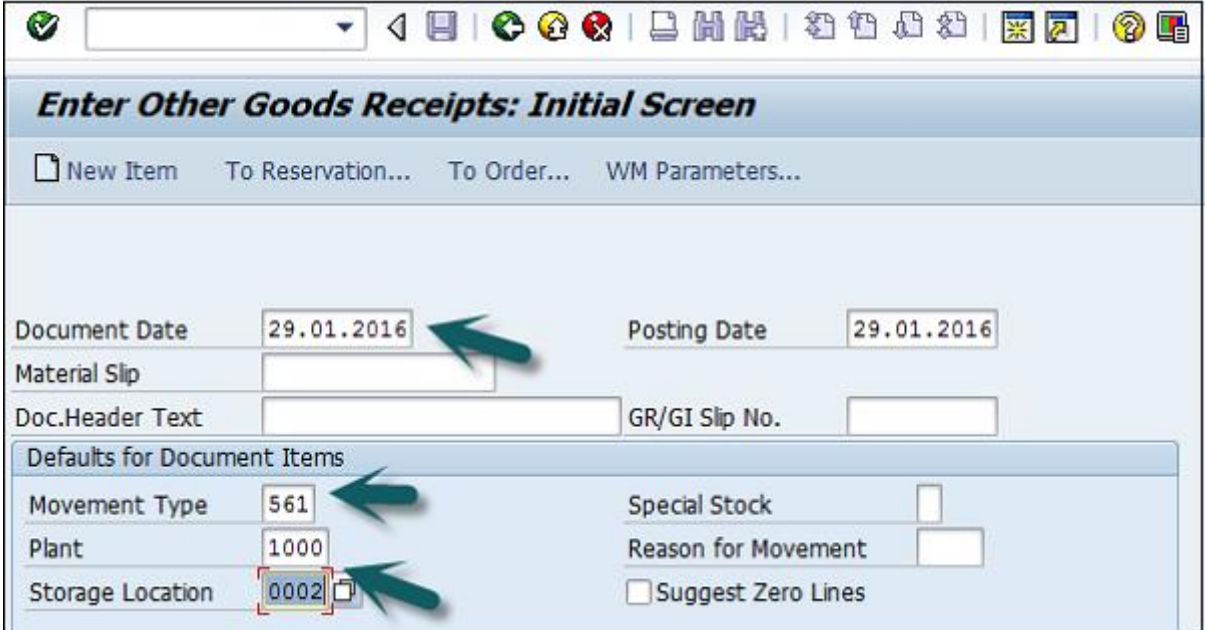 Enter Other Goods Receipts: Initial Screen
New Item To Reservation... To Order... WM Parameters...
Document Date 29.01.2016 Posting Date 29.01.2016
Material Slip
Doc.Header Text GR/GI Slip No.
Defaults for Document Items
Movement Type 561 Special Stock
Plant 1000 Reason for Movement
Storage Location 0002 Suggest Zero Lines